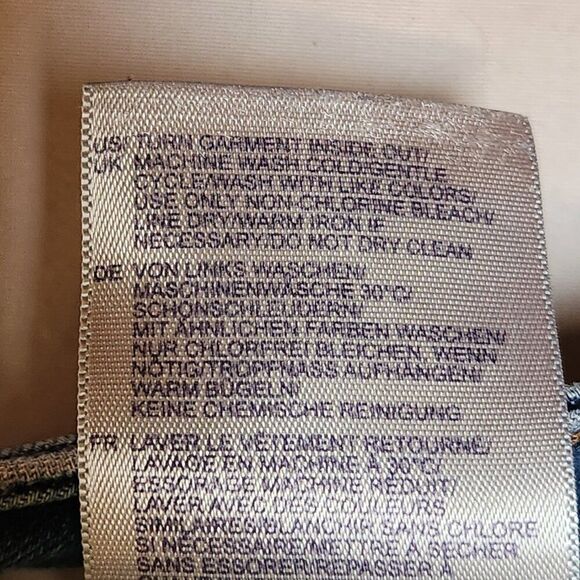 US/ TURN GARMENT INSIDE OUT/
UK MACHINE WASH COLD/GENTLE
CYCLE/WASH WITH LIKE COLORS/
USE ONLY NON-CHLORINE BLEACH/
LINE DRY/WARM IRON IF
NECESSARY/DO NOT DRY CLEAN
DE VON LINKS WASCHEN/
MASCHINENWÄSCHE 30°C/
SCHONSCHLEUDERN/
MIT ÄHNLICHEN FARBEN WASCHEN/
NUR CHLORFREI BLEICHEN, WENN
NÖTIG/TROPFNASS AUFHÄNGEN/
WARM BÜGELN/
KEINE CHEMISCHE REINIGUNG
FR LAVER LE VÊTEMENT RETOURNÉ/
LAVAGE EN MACHINE À 30°C/
ESSORAGE MACHINE RÉDUIT/
LAVER AVEC DES COULEURS
SIMILAIRES/BLANCHIR SANS CHLORE
SI NÉCESSAIRE/METTRE À SÉCHER
SANS ESSORER/REPASSER À